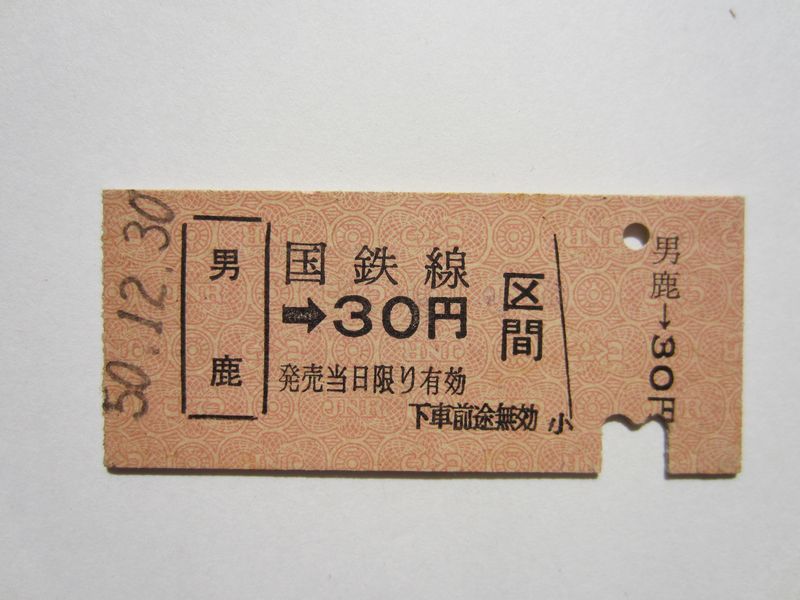 50.12.30
男鹿
国鉄線
➡30円
区間
発売当日限り有効
下車前途無効
小
男鹿→30円
JNR